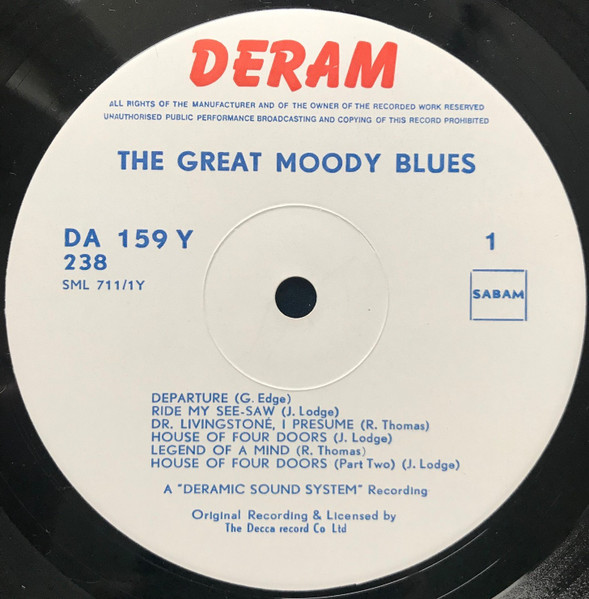 DERAM
ALL RIGHTS OF THE MANUFACTURER AND OF THE OWNER OF THE RECORDED WORK RESERVED
UNAUTHORISED PUBLIC PERFORMANCE BROADCASTING AND COPYING OF THIS RECORD PROHIBITED
THE GREAT MOODY BLUES
DA 159 Y 1
238
SML 711/1Y
SABAM
DEPARTURE (G. Edge)
RIDE MY SEE-SAW (J. Lodge)
DR. LIVINGSTONE, I PRESUME (R. Thomas)
HOUSE OF FOUR DOORS (J. Lodge)
LEGEND OF A MIND (R. Thomas)
HOUSE OF FOUR DOORS (Part Two) (J. Lodge)
A "DERAMIC SOUND SYSTEM" Recording
Original Recording & Licensed by
The Decca record Co Ltd